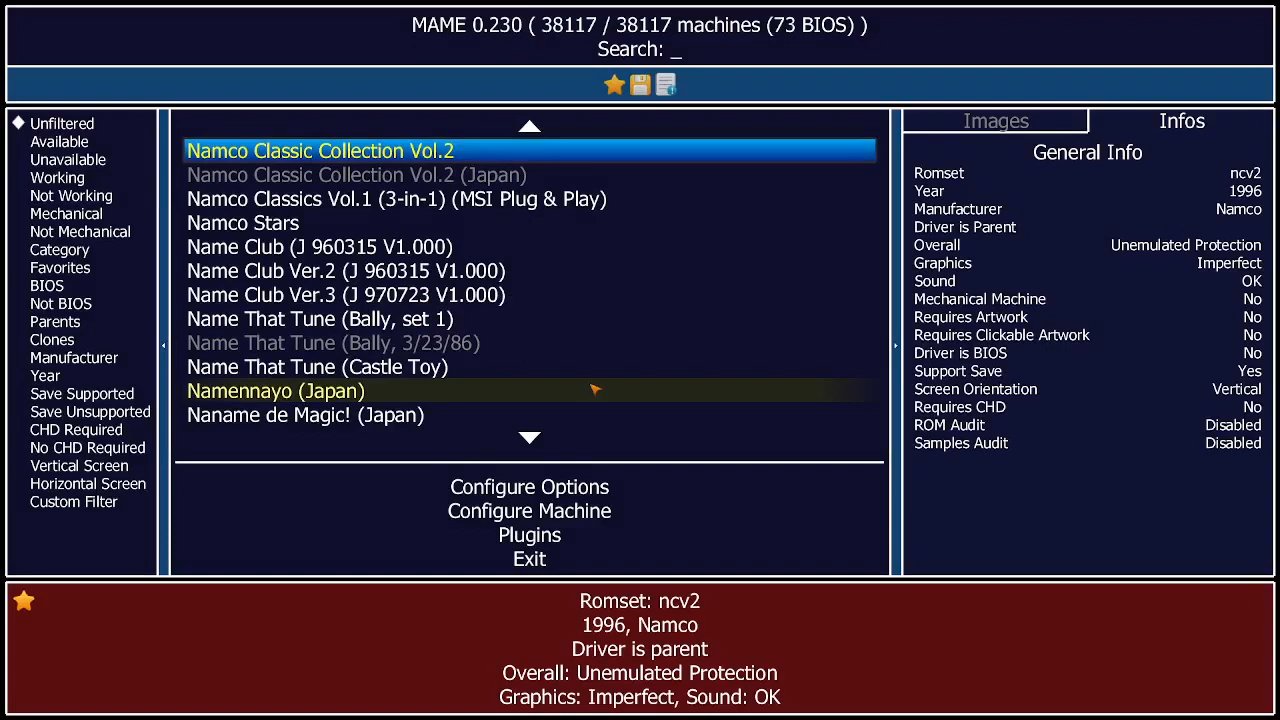 MAME 0.230 ( 38117 / 38117 machines (73 BIOS) )
Search: _
Unfiltered
Available
Unavailable
Working
Not Working
Mechanical
Not Mechanical
Category
Favorites
BIOS
Not BIOS
Parents
Clones
Manufacturer
Year
Save Supported
Save Unsupported
CHD Required
No CHD Required
Vertical Screen
Horizontal Screen
Custom Filter
Namco Classic Collection Vol.2
Namco Classic Collection Vol.2 (Japan)
Namco Classics Vol.1 (3-in-1) (MSI Plug & Play)
Namco Stars
Name Club (J 960315 V1.000)
Name Club Ver.2 (J 960315 V1.000)
Name Club Ver.3 (J 970723 V1.000)
Name That Tune (Bally, set 1)
Name That Tune (Bally, 3/23/86)
Name That Tune (Castle Toy)
Namennayo (Japan)
Naname de Magic! (Japan)
Configure Options
Configure Machine
Plugins
Exit
Images Infos
General Info
Romset ncv2
Year 1996
Manufacturer Namco
Driver is Parent
Overall Unemulated Protection
Graphics Imperfect
Sound OK
Mechanical Machine No
Requires Artwork No
Requires Clickable Artwork No
Driver is BIOS No
Support Save Yes
Screen Orientation Vertical
Requires CHD No
ROM Audit Disabled
Samples Audit Disabled
Romset: ncv2
1996, Namco
Driver is parent
Overall: Unemulated Protection
Graphics: Imperfect, Sound: OK